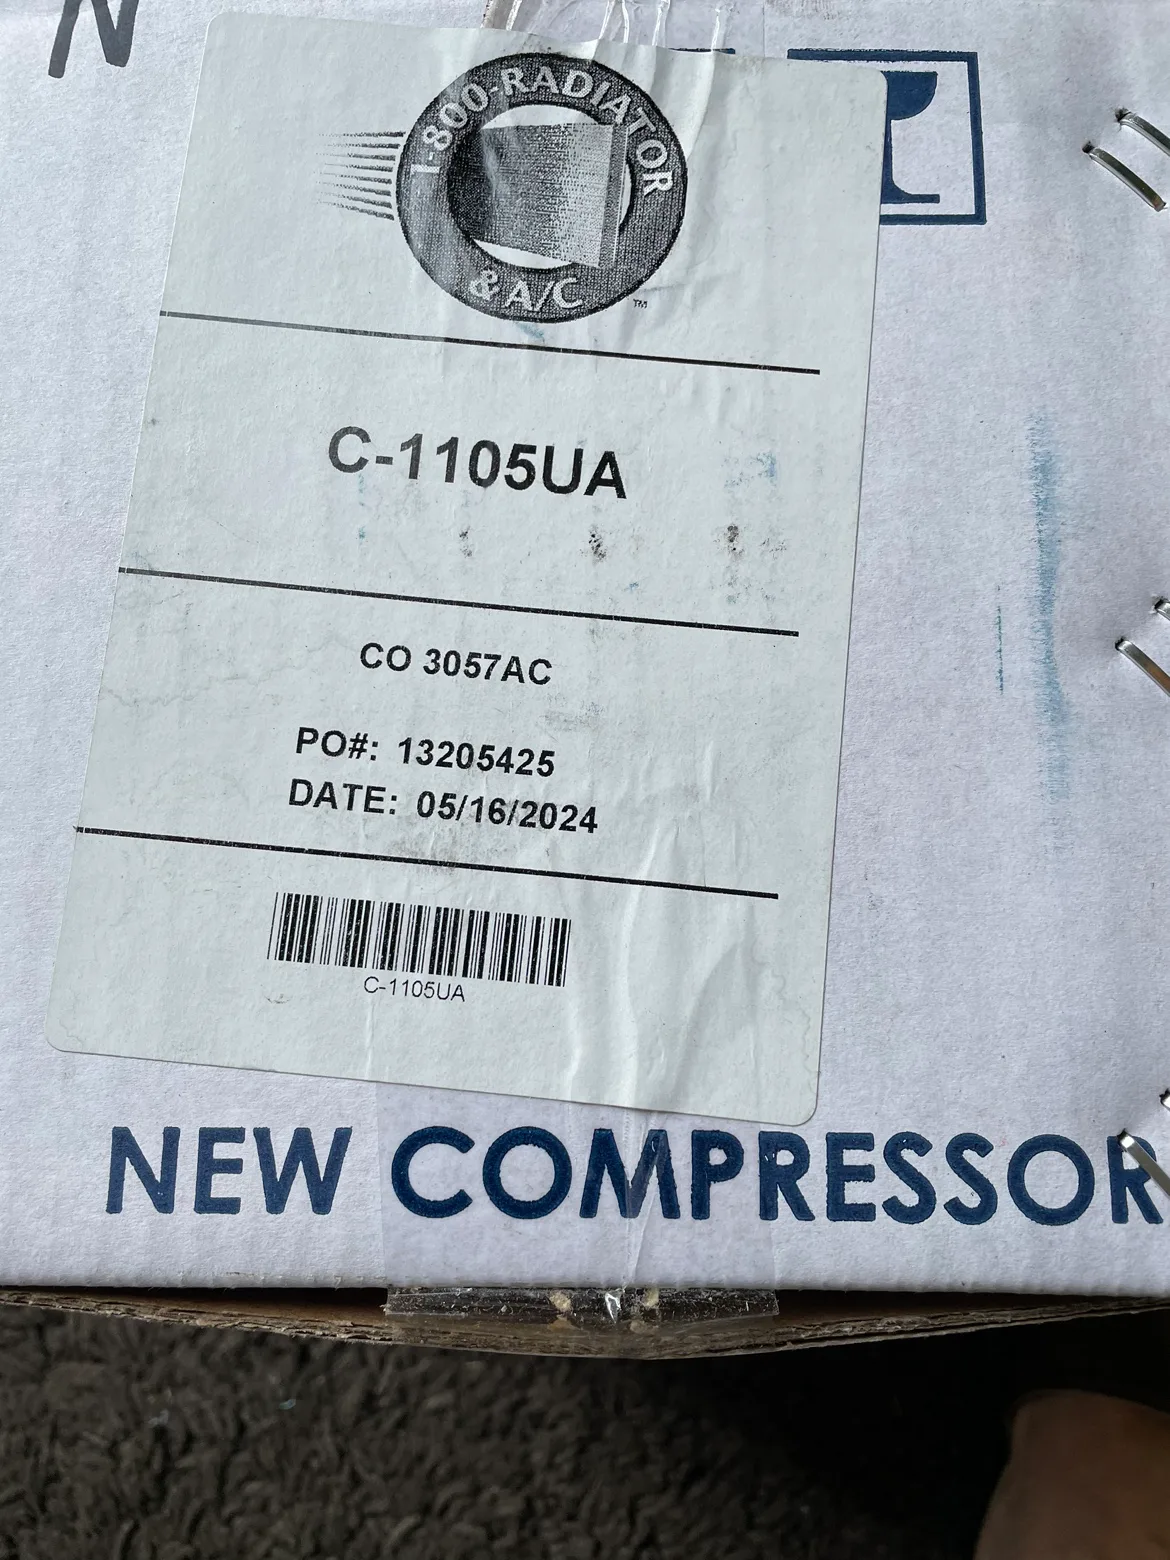 N
1-800-RADIATOR
& A/C
TM
C-1105UA
CO 3057AC
PO#: 13205425
DATE: 05/16/2024
C-1105UA
NEW COMPRESSOR